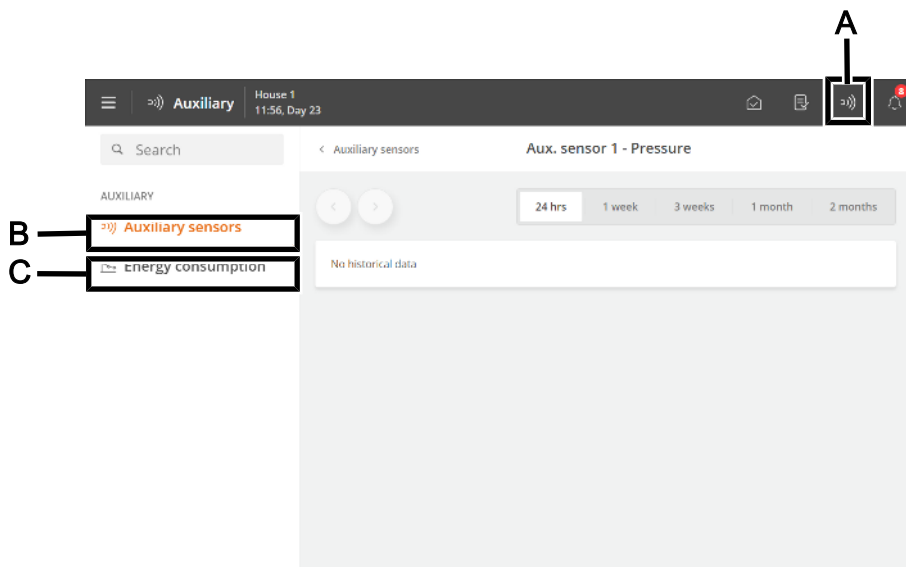 A
Auxiliary
House 1
11:56, Day 23
8
Search
Auxiliary sensors
Aux. sensor 1 - Pressure
AUXILIARY
24 hrs
1 week
3 weeks
1 month
2 months
B
Auxiliary sensors
C
Energy consumption
No historical data